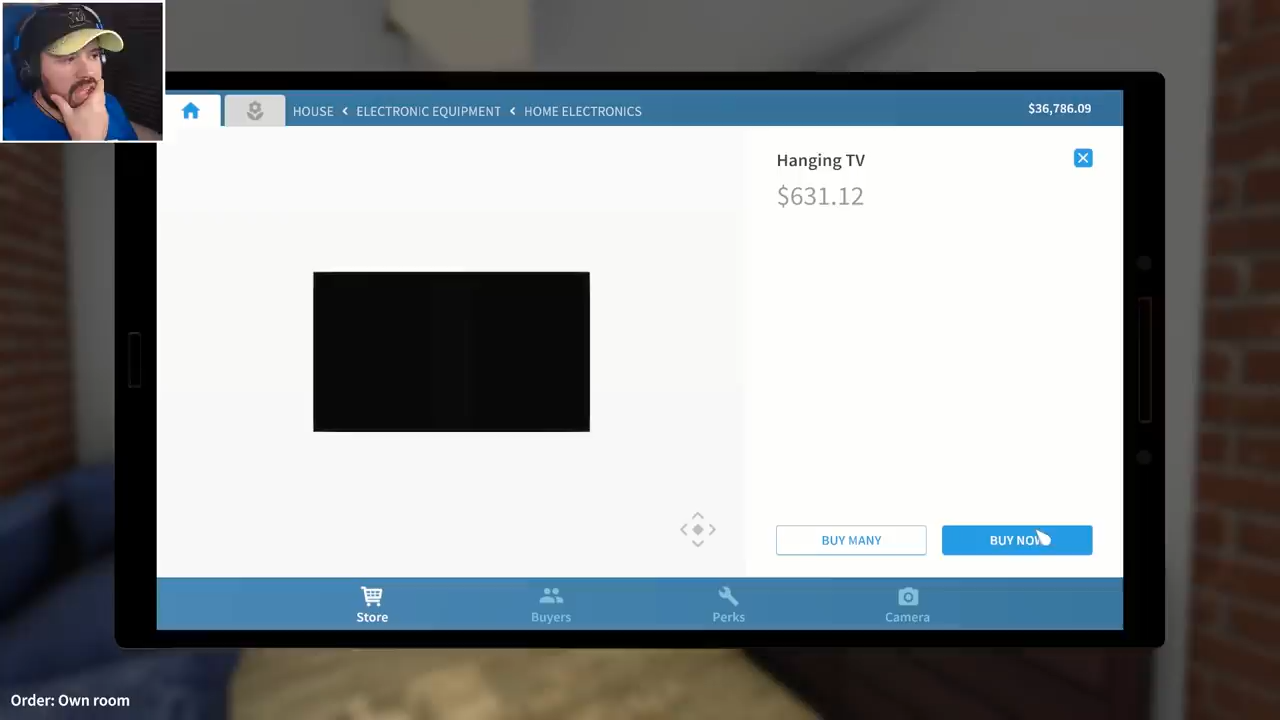 HOUSE < ELECTRONIC EQUIPMENT < HOME ELECTRONICS
$36,786.09
Hanging TV
$631.12
BUY MANY
BUY NOW
Store
Buyers
Perks
Camera
Order: Own room